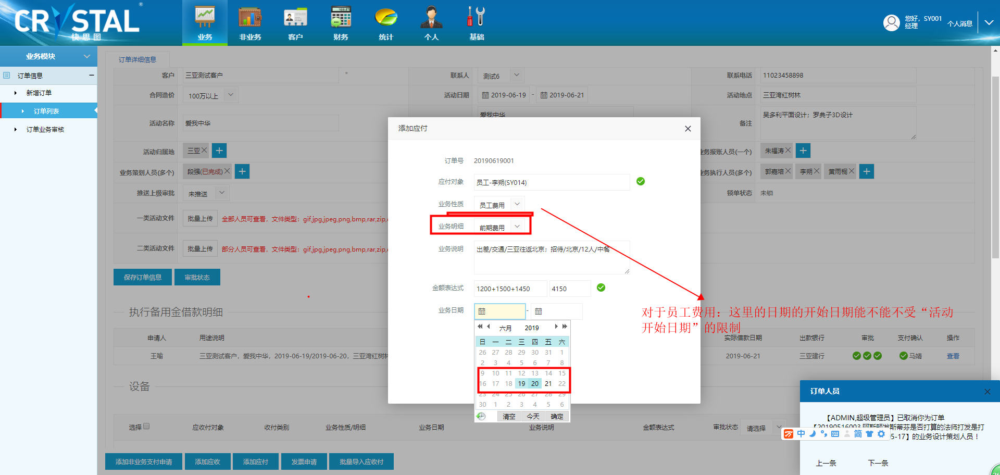 CRYSTAL ®
快思图
业务
非业务
客户
财务
统计
个人
基础
您好，SY001
经理
个人消息
业务模块
订单信息
新增订单
订单列表
订单业务审核
订单详细信息
客户 三亚测试客户 * 联系人 测试6 联系电话 11023458898
合同造价 100万以上 活动日期 2019-06-19 - 2019-06-21 活动地点 三亚湾红树林
活动名称 爱我中华 爱我中华 备注 吴多利平面设计；罗典子3D设计
活动归属地 三亚 业务报账人员(一个) 朱福涛
业务策划人员(多个) 段强(已完成) 业务执行人员(多个) 郭嘉培 李朔 黄雨桐
推送上级审批 未推送 锁单状态 未锁
一类活动文件 批量上传 全部人员可查看，文件类型：gif,jpg,jpeg,png,bmp,rar,zip,
二类活动文件 批量上传 部分人员可查看，文件类型：gif,jpg,jpeg,png,bmp,rar,zip,
保存订单信息 审批状态
执行备用金借款明细
申请人 用途说明 实际借款日期 出款银行 审批 支付确认 操作
王喻 三亚测试客户，爱我中华，2019-06-19/2019-06-20，三亚湾红树林 2019-06-21 三亚建行 马婧 查看
设备
选择 应收付对象 收付类别 业务性质/明细 业务日期 业务说明 金额表达式 审批状态 请选择
添加非业务支付申请 添加应收 添加应付 发票申请 批量导入应收付
添加应付
订单号 20190619001
应付对象 员工-李朔(SY014)
业务性质 员工费用
业务明细 前期费用
业务说明 出差/交通/三亚往返北京；招待/北京/12人/中餐
金额表达式 1200+1500+1450 4150
业务日期 -
六月 2019
日 一 二 三 四 五 六
26 27 28 29 30 31 1
2 3 4 5 6 7 8
9 10 11 12 13 14 15
16 17 18 19 20 21 22
23 24 25 26 27 28 29
30 1 2 3 4 5 6
清空 今天 确定
对于员工费用：这里的日期的开始日期能不能不受“活动
开始日期”的限制
订单人员
【ADMIN,超级管理员】已取消你为订单
【20190516003,阿斯顿发斯蒂芬是否打算的法师打发是打
5-17】的业务设计策划人员！
中 简
上一条 下一条